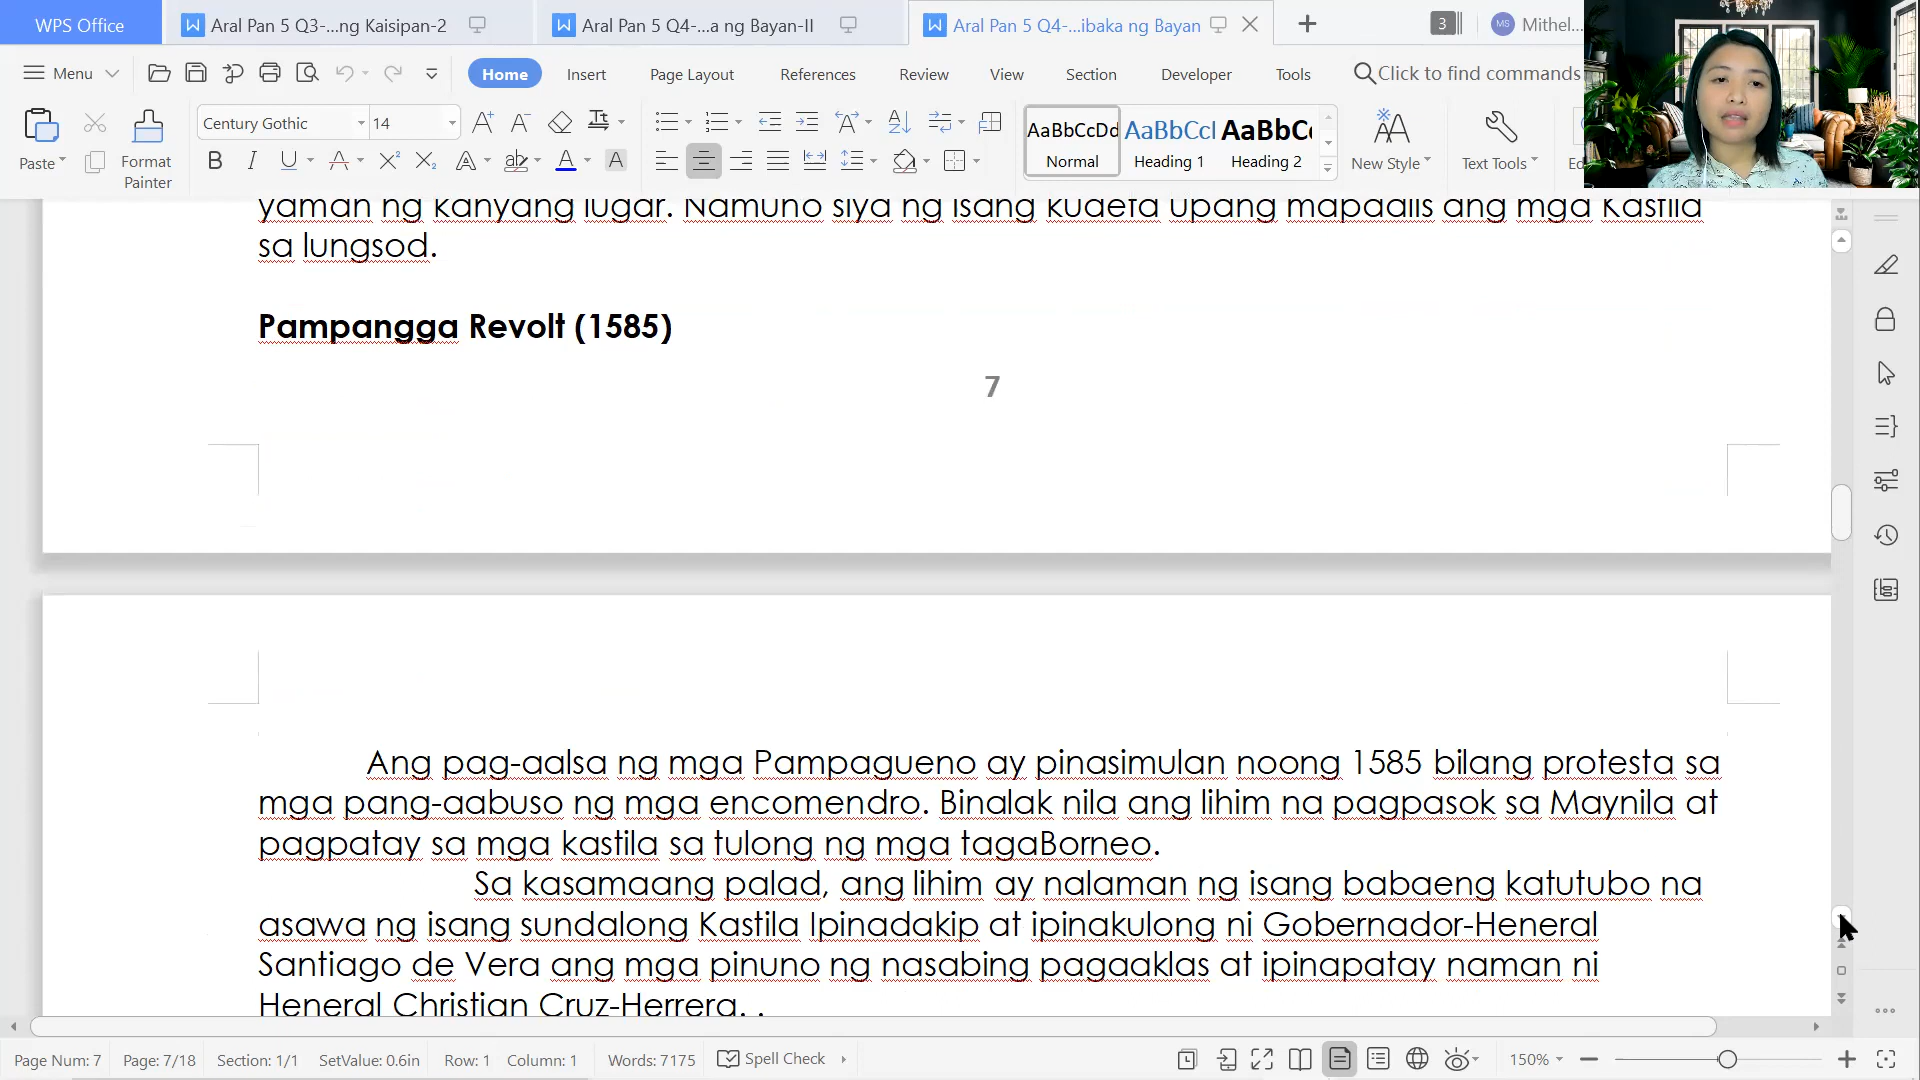 WPS Office
Aral Pan 5 Q3-...ng Kaisipan-2
Aral Pan 5 Q4-...a ng Bayan-II
Aral Pan 5 Q4-...ibaka ng Bayan
3
MS
Mithel...
Menu
Home
Insert
Page Layout
References
Review
View
Section
Developer
Tools
Click to find commands
Paste
Format
Painter
Century Gothic
14
AaBbCcDd
Normal
AaBbCcI
Heading 1
AaBbC
Heading 2
New Style
Text Tools
yaman ng kanyang lugar. Namuno siya ng isang kudeta upang mapaalis ang mga Kastila
sa lungsod.
Pampangga Revolt (1585)
7
Ang pag-aalsa ng mga Pampagueno ay pinasimulan noong 1585 bilang protesta sa
mga pang-aabuso ng mga encomendro. Binalak nila ang lihim na pagpasok sa Maynila at
pagpatay sa mga kastila sa tulong ng mga tagaBorneo.
Sa kasamaang palad, ang lihim ay nalaman ng isang babaeng katutubo na
asawa ng isang sundalong Kastila Ipinadakip at ipinakulong ni Gobernador-Heneral
Santiago de Vera ang mga pinuno ng nasabing pagaaklas at ipinapatay naman ni
Heneral Christian Cruz-Herrera. .
Page Num: 7
Page: 7/18
Section: 1/1
SetValue: 0.6in
Row: 1
Column: 1
Words: 7175
Spell Check
150%